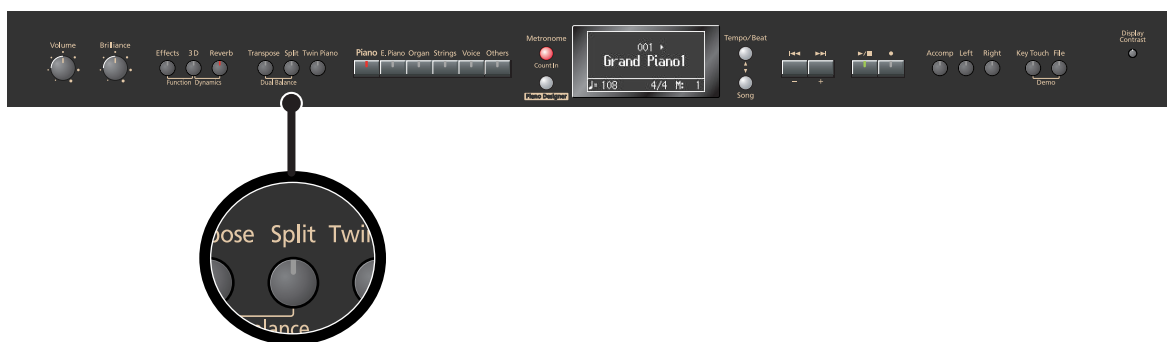 Volume
Brilliance
Effects 3D Reverb
Function Dynamics
Transpose Split Twin Piano
Dual Balance
Piano E.Piano Organ Strings Voice Others
Metronome
Count In
Piano Designer
001 ▸
Grand Piano1
♩= 108 4/4 M: 1
Tempo/Beat
Song
− +
Accomp Left Right
Key Touch File
Demo
Display
Contrast
pose Split Twi
alance